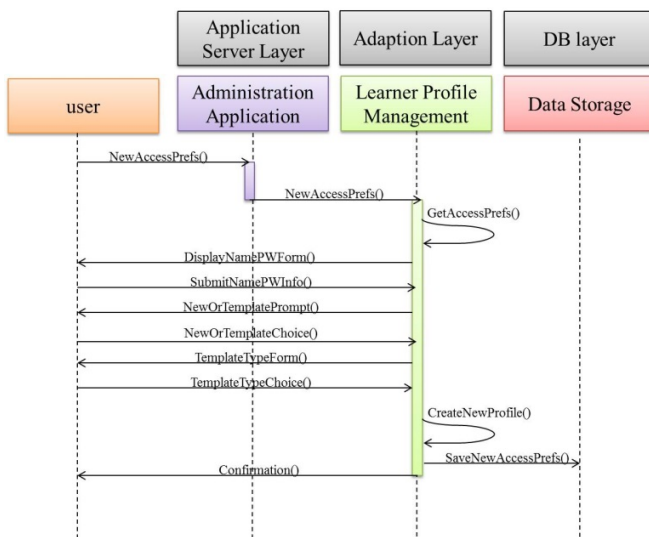 Application
Server Layer
Adaption Layer
DB layer
user
Administration
Application
Learner Profile
Management
Data Storage
NewAccessPrefs()
NewAccessPrefs()
GetAccessPrefs()
DisplayNamePWForm()
SubmitNamePWInfo()
NewOrTemplatePrompt()
NewOrTemplateChoice()
TemplateTypeForm()
TemplateTypeChoice()
CreateNewProfile()
SaveNewAccessPrefs()
Confirmation()